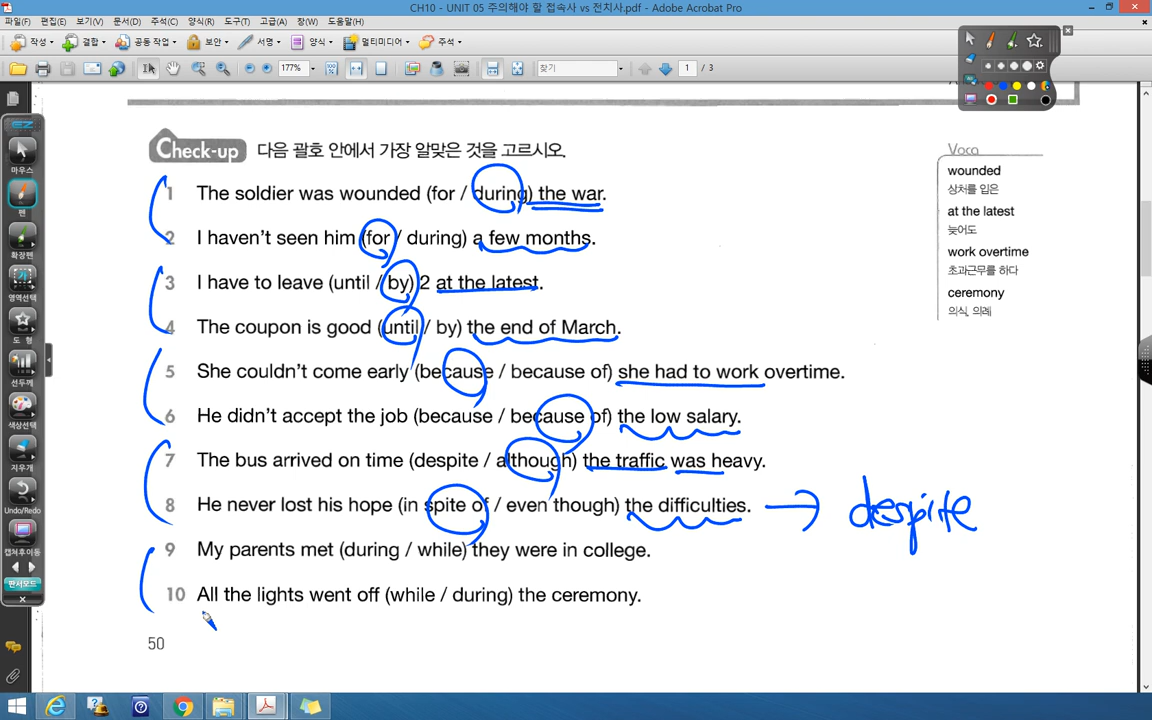 CH10 - UNIT 05 주의해야 할 접속사 vs 전치사.pdf - Adobe Acrobat Pro
파일(F) 편집(E) 보기(V) 문서(D) 주석(C) 양식(R) 도구(T) 고급(A) 창(W) 도움말(H)
작성 결합 공동 작업 보안 서명 양식 멀티미디어 주석
177% 찾기 1 / 3
Check-up 다음 괄호 안에서 가장 알맞은 것을 고르시오.
1 The soldier was wounded (for / during) the war.
2 I haven't seen him (for / during) a few months.
3 I have to leave (until / by) 2 at the latest.
4 The coupon is good (until / by) the end of March.
5 She couldn't come early (because / because of) she had to work overtime.
6 He didn't accept the job (because / because of) the low salary.
7 The bus arrived on time (despite / although) the traffic was heavy.
8 He never lost his hope (in spite of / even though) the difficulties. → despite
9 My parents met (during / while) they were in college.
10 All the lights went off (while / during) the ceremony.
50
Voca
wounded
상처를 입은
at the latest
늦어도
work overtime
초과근무를 하다
ceremony
의식, 의례
EZ
마우스
펜
확장펜
영역선택
도 형
선두께
색상선택
지우개
Undo/Redo
캡쳐후이동
판서모드